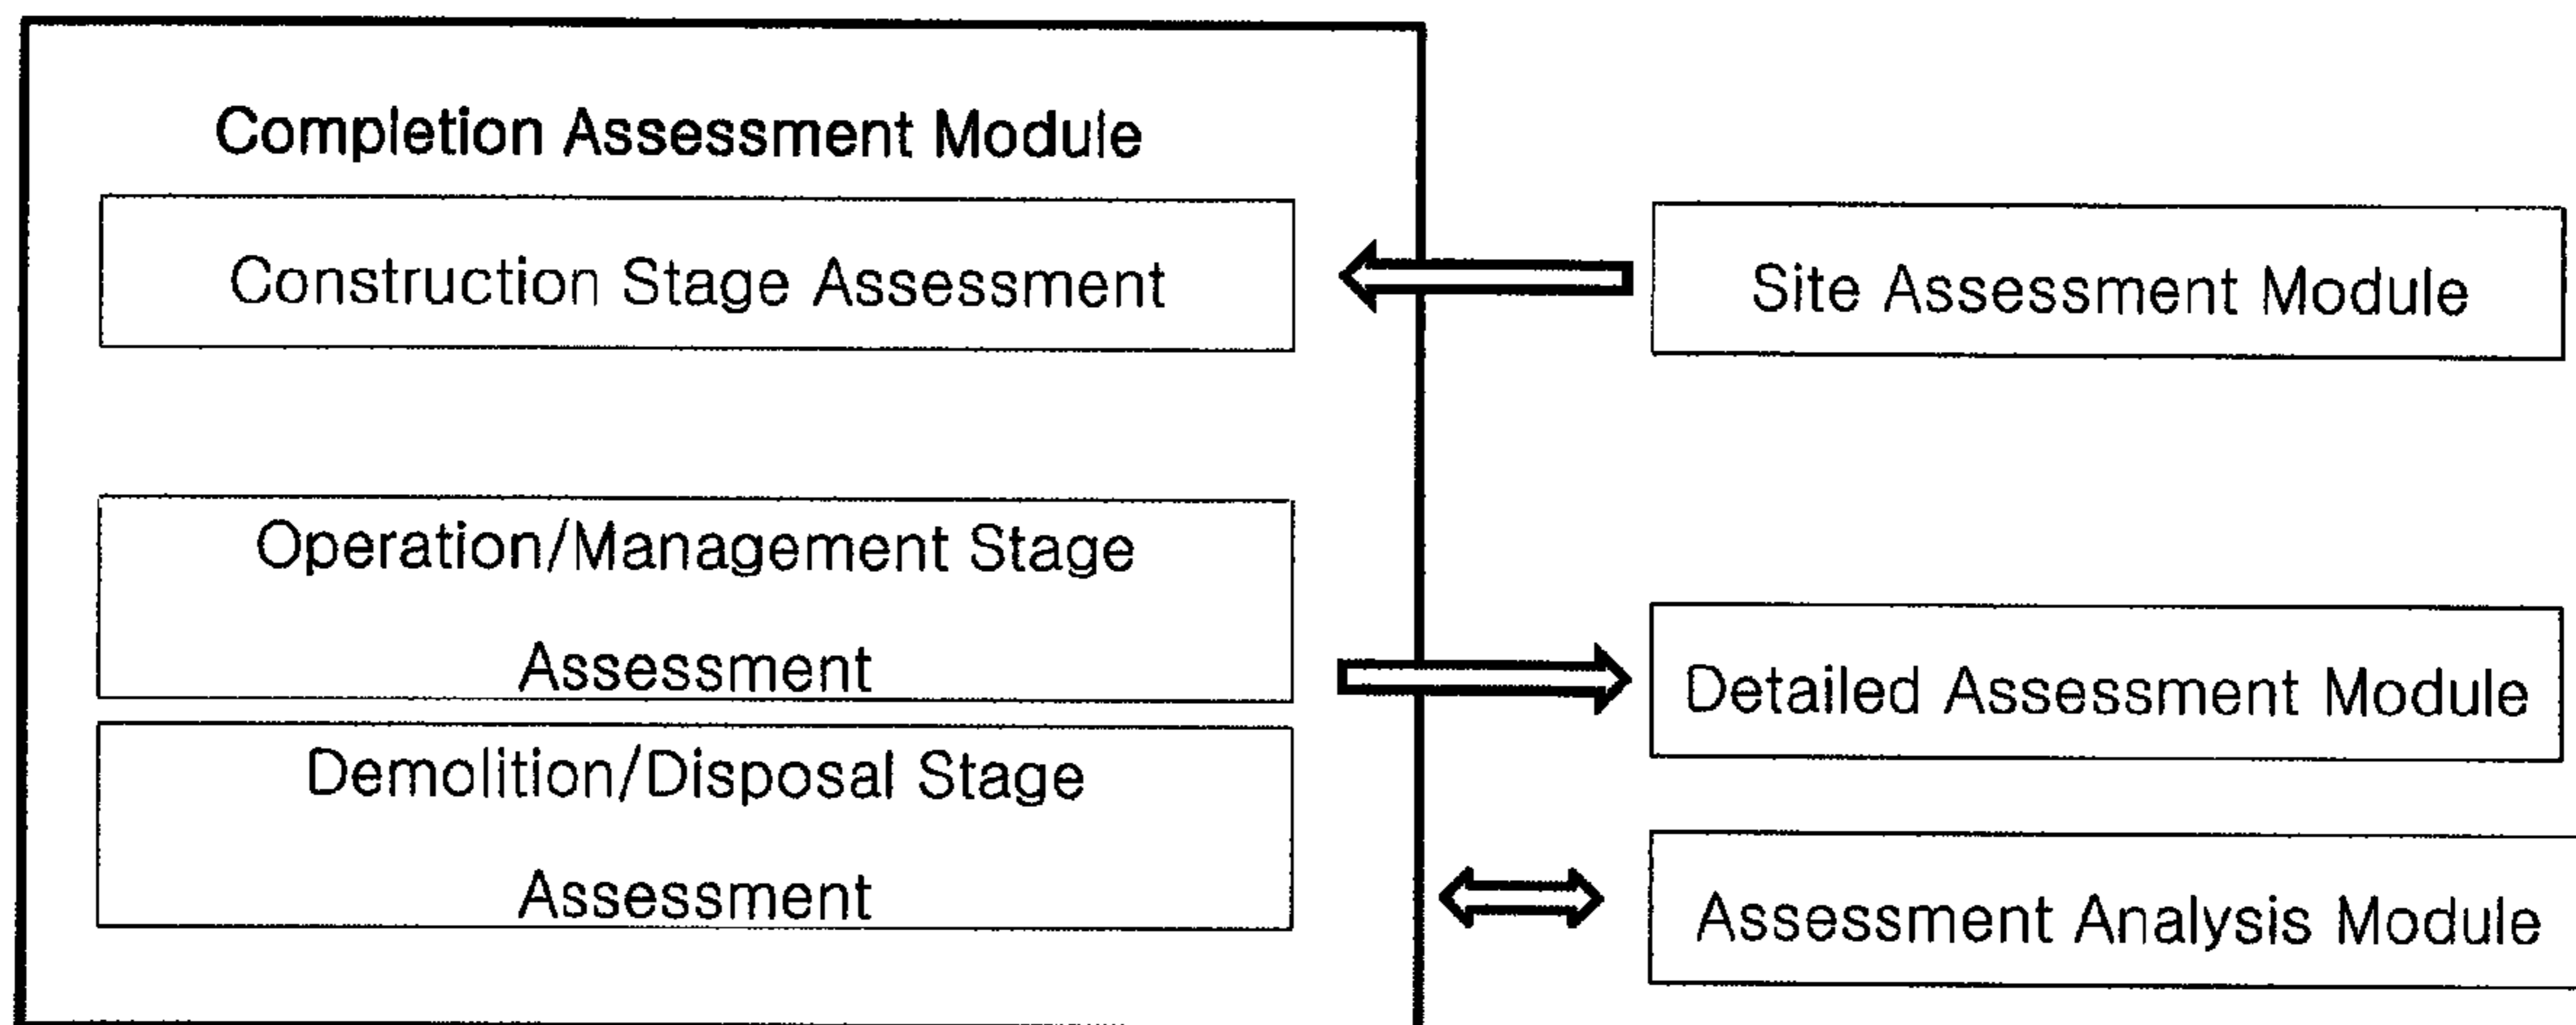 Completion Assessment Module
Construction Stage Assessment
Site Assessment Module
Operation/Management Stage
Assessment
Detailed Assessment Module
Demolition/Disposal Stage
Assessment
Assessment Analysis Module